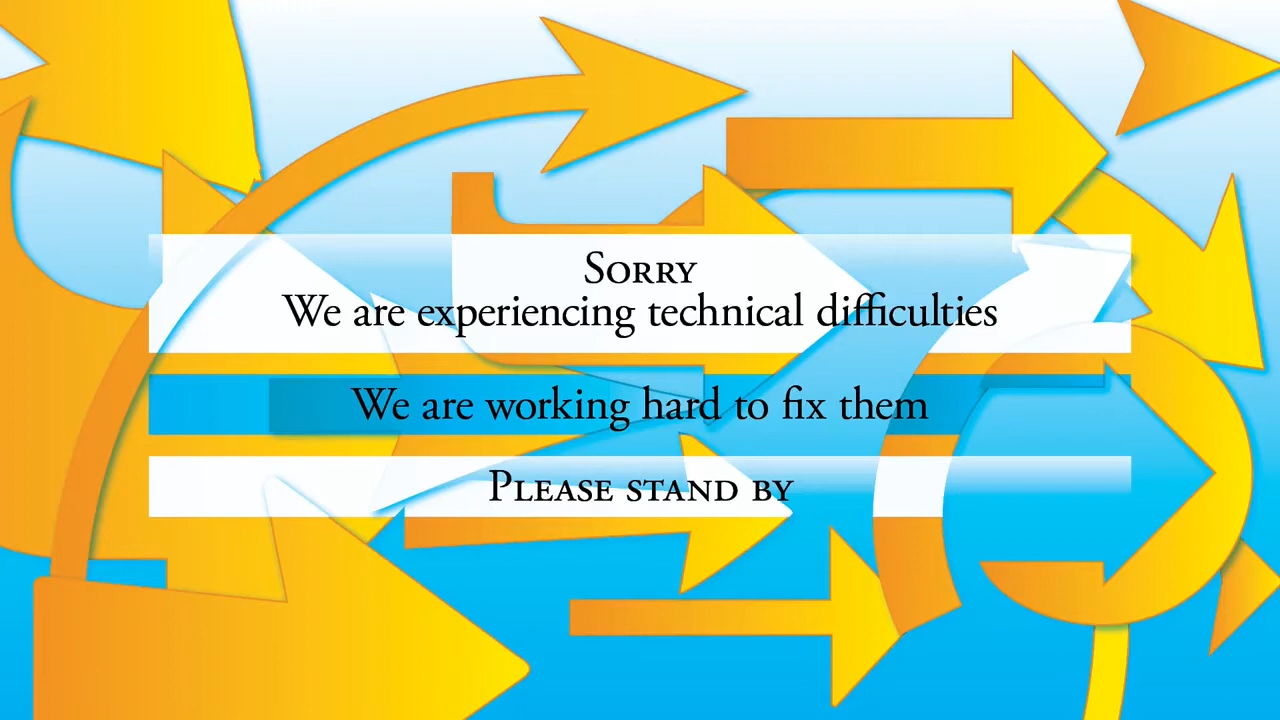 Sorry
We are experiencing technical difficulties
We are working hard to fix them
Please stand by